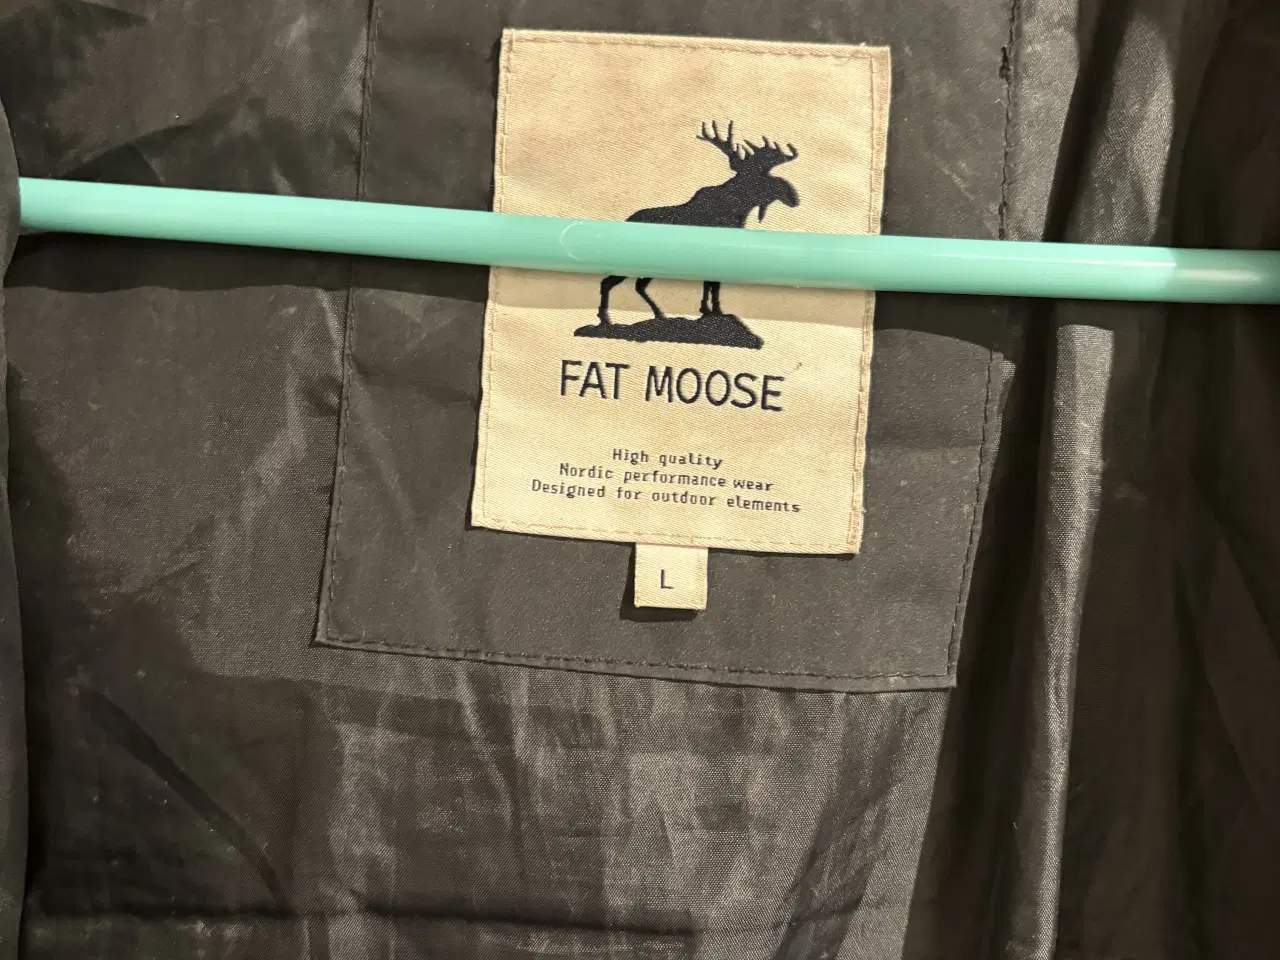 FAT MOOSE
High quality
Nordic performance wear
Designed for outdoor elements
L